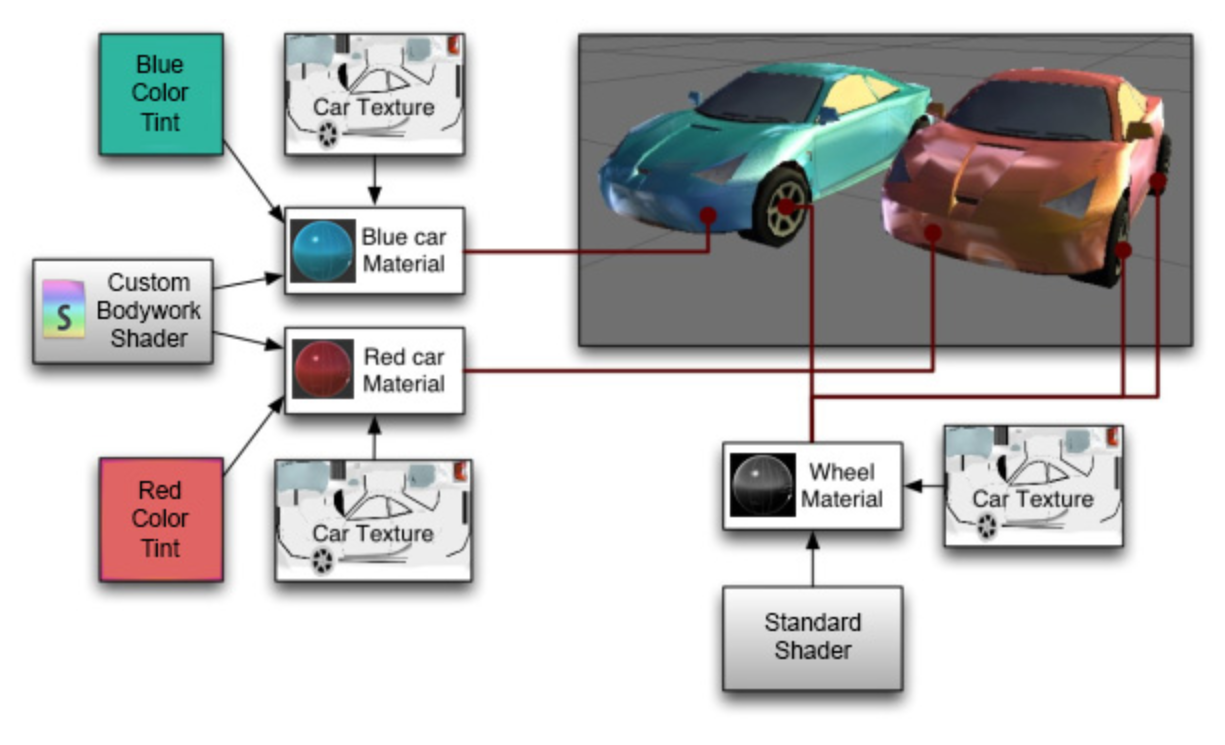 Blue
Color
Tint
Car Texture
Blue car
Material
Custom
Bodywork
Shader
S
Red car
Material
Red
Color
Tint
Car Texture
Wheel
Material
Car Texture
Standard
Shader